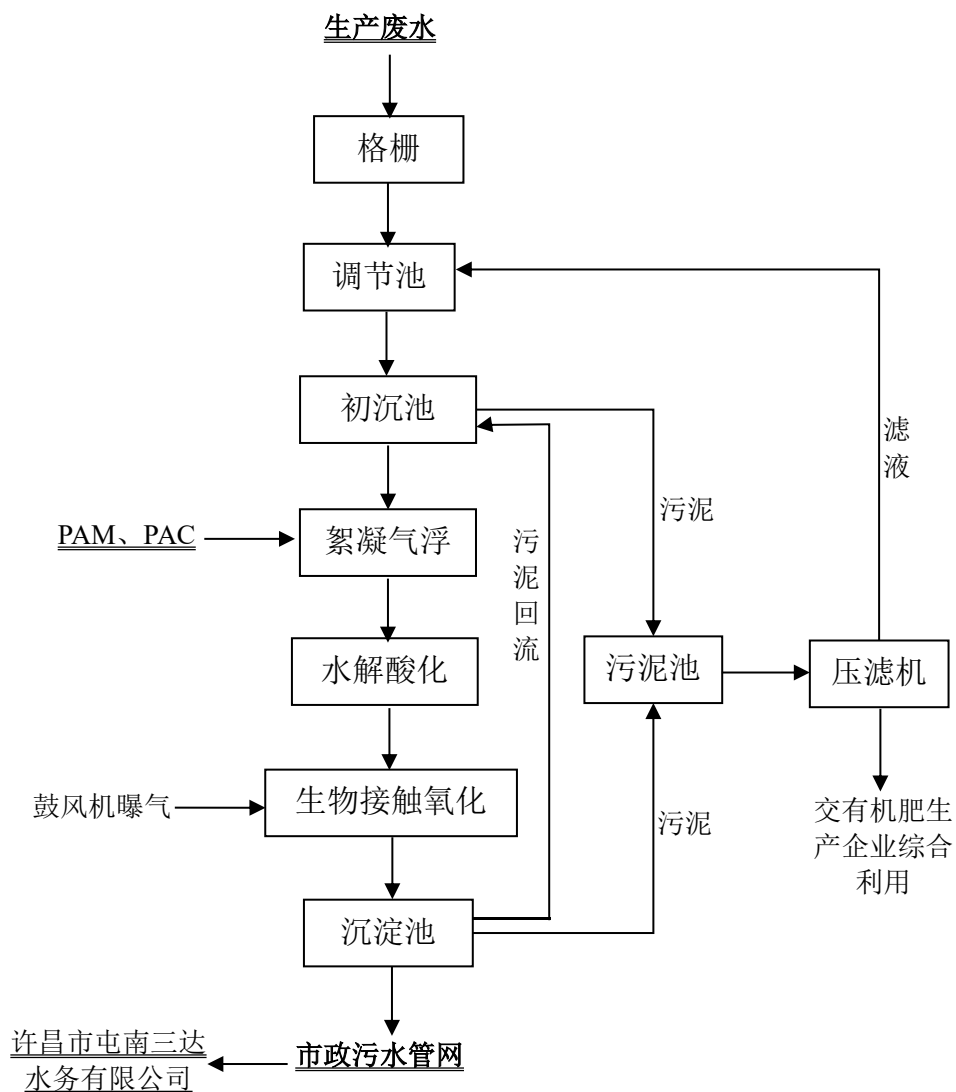 生产废水
格栅
调节池
初沉池
滤
液
污泥
PAM、PAC
絮凝气浮
污
泥
回
流
水解酸化
污泥池
压滤机
鼓风机曝气
生物接触氧化
污泥
交有机肥生
产企业综合
利用
沉淀池
许昌市屯南三达
水务有限公司
市政污水管网